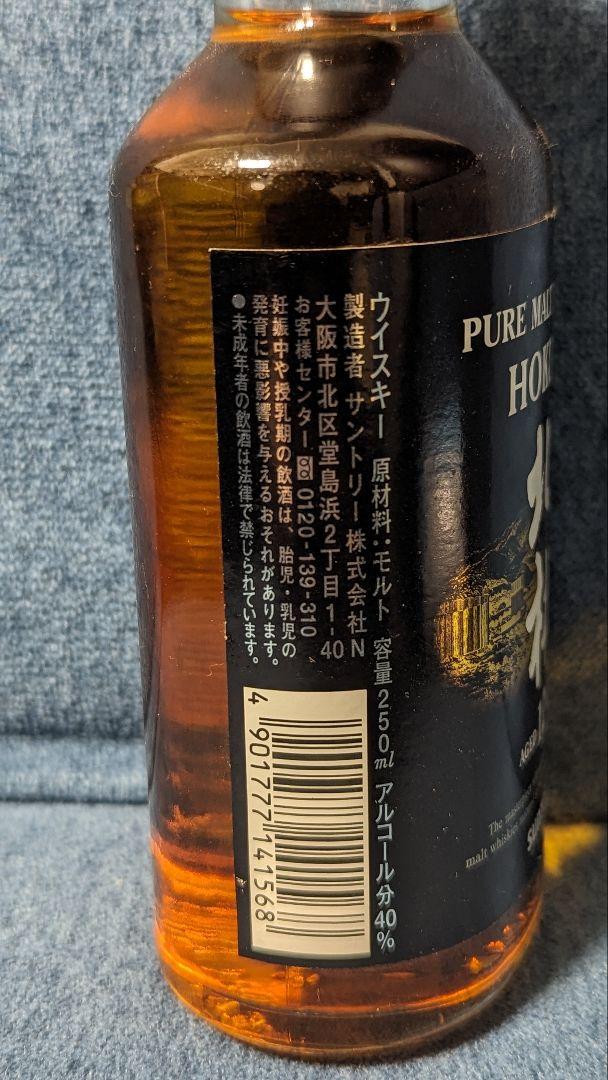 ウイスキー 原材料:モルト 容量250ml アルコール分40%
製造者 サントリー株式会社N
大阪市北区堂島浜2丁目1-40
お客様センター 0120-139-310
妊娠中や授乳期の飲酒は、胎児・乳児の
発育に悪影響を与えるおそれがあります。
●未成年者の飲酒は法律で禁じられています。
4901777141568
PURE
AGED
The
malt whiskies